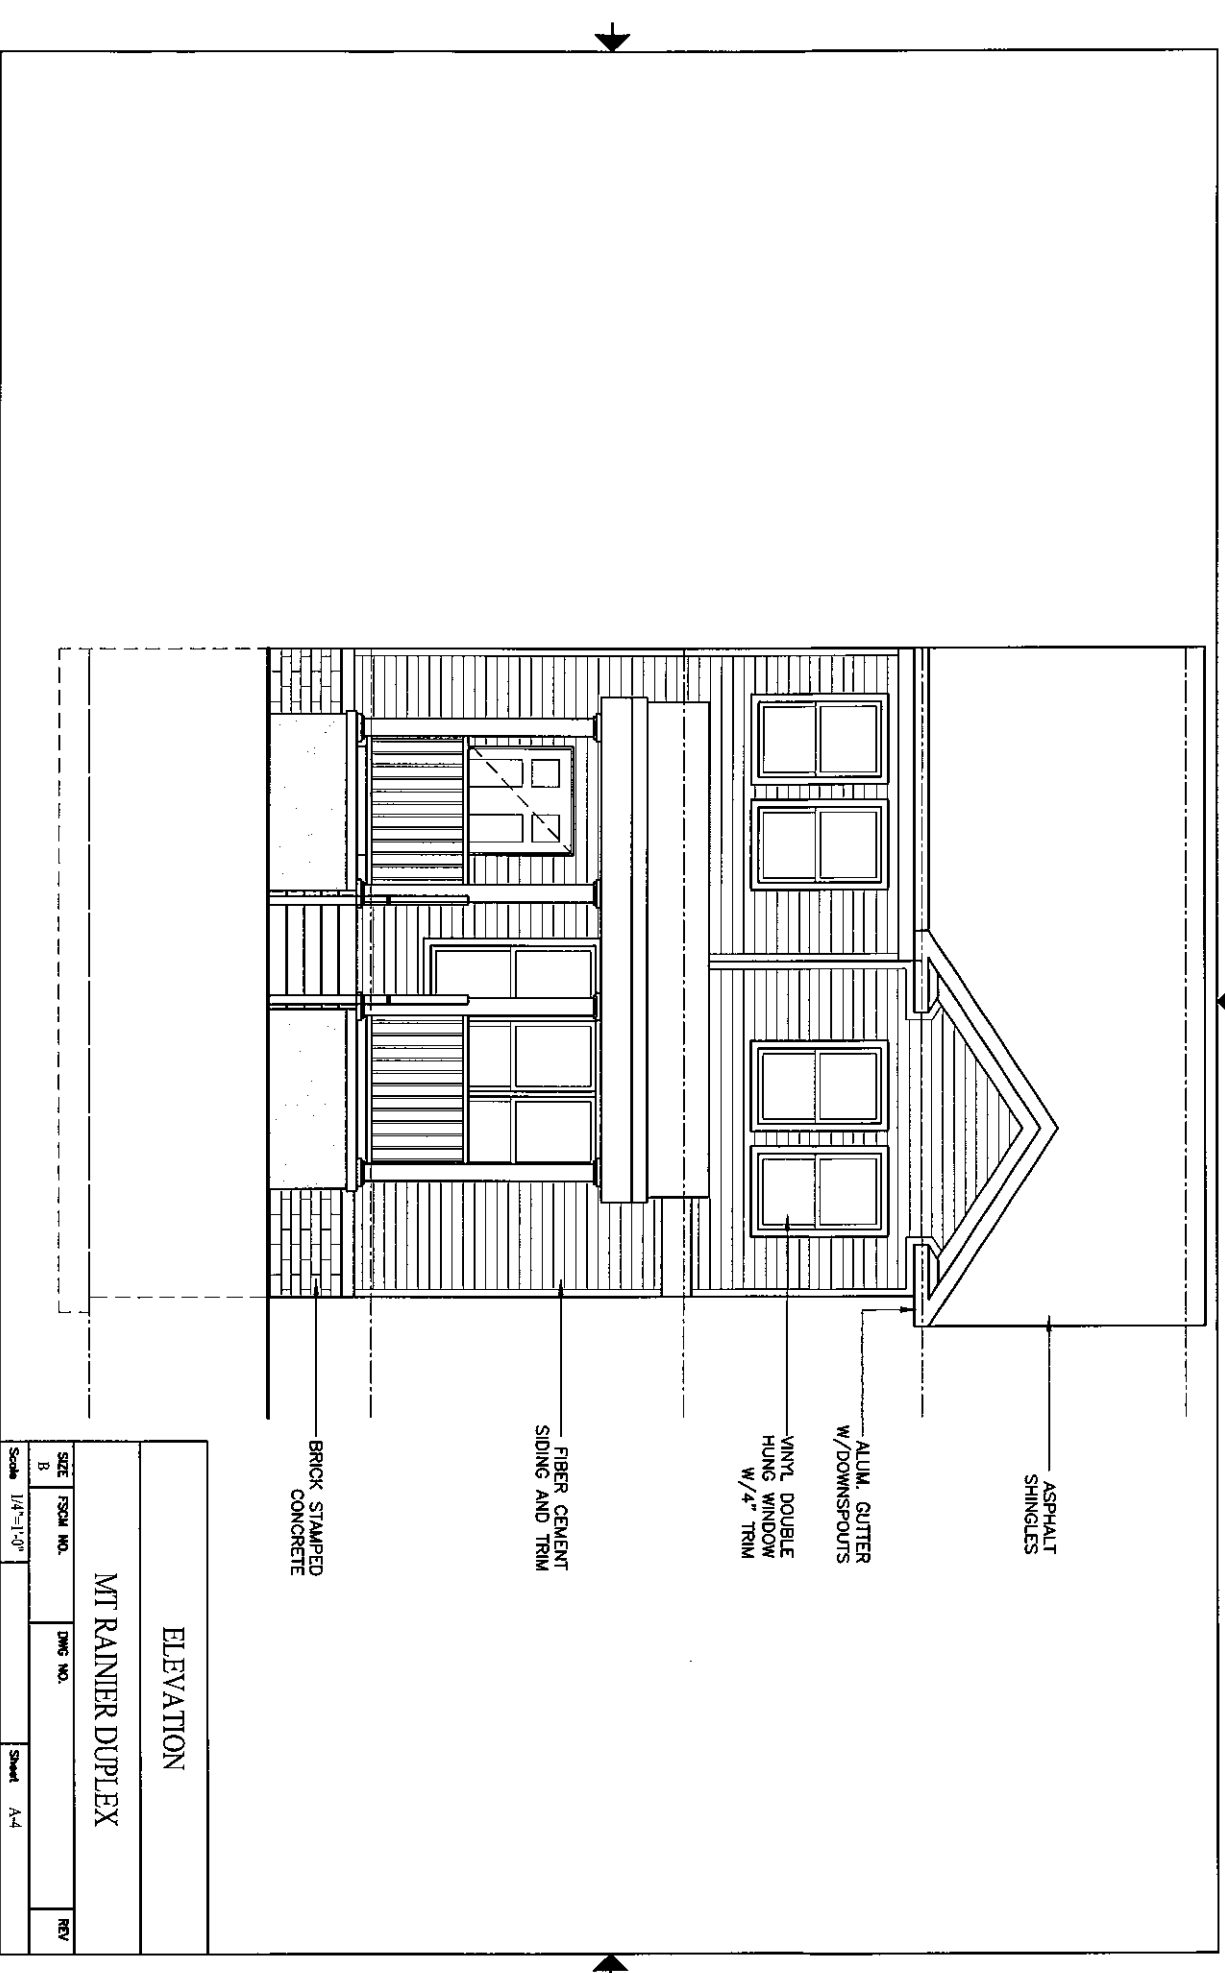 ASPHALT
SHINGLES
ALUM. GUTTER
W/DOWNSPOUTS
VINYL DOUBLE
HUNG WINDOW
W/4" TRIM
FIBER CEMENT
SIDING AND TRIM
BRICK STAMPED
CONCRETE
ELEVATION
MT RAINIER DUPLEX
SIZE FSCM NO. DWG NO. REV
B
Scale 1/4"=1'-0" Sheet A-4